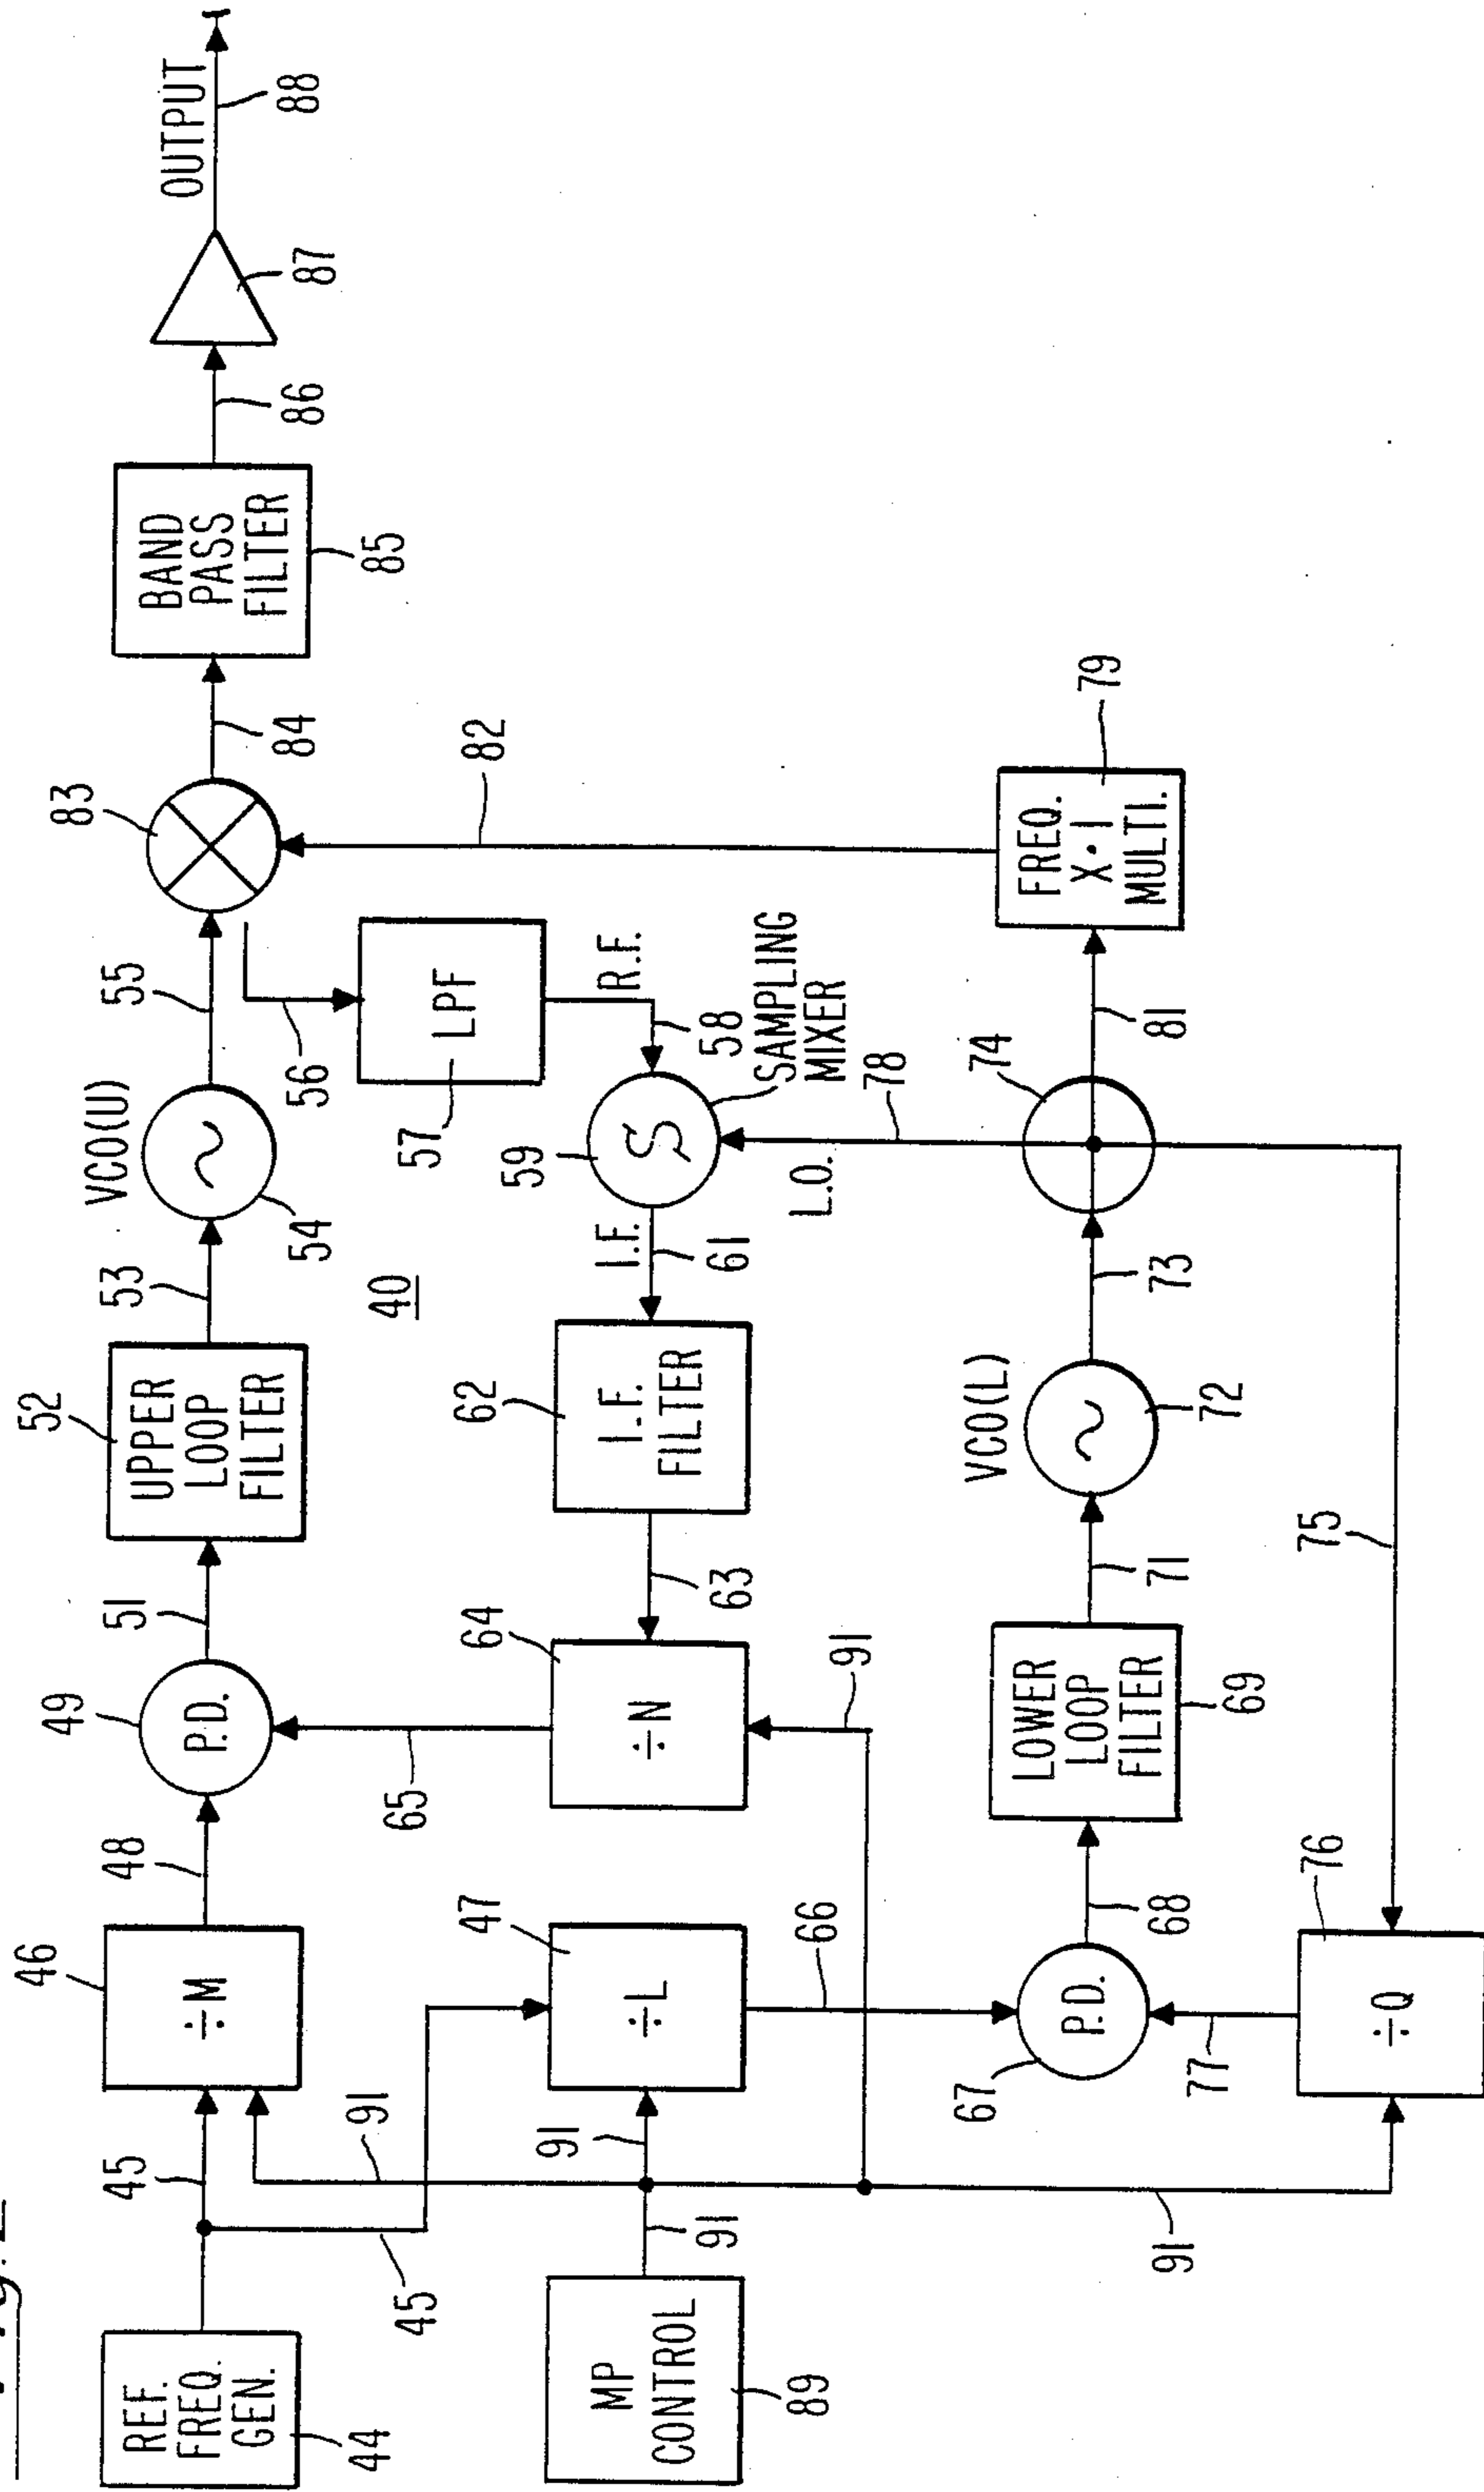 Fig. 2
REF.
FREQ.
GEN.
44
45
45
÷M
46
48
P.D.
49
51
UPPER
LOOP
FILTER
52
53
VCO(U)
54
55
83
84
BAND
PASS
FILTER
85
86
87
OUTPUT
88
56
LPF
57
R.F.
58
SAMPLING
MIXER
59
I.F.
61
40
I.F.
FILTER
62
63
÷N
64
65
91
91
91
÷L
47
66
MP
CONTROL
89
91
91
P.D.
67
68
LOWER
LOOP
FILTER
69
71
VCO(L)
72
73
74
L.O.
78
81
FREQ.
X•1
MULTI.
79
82
75
÷Q
76
77